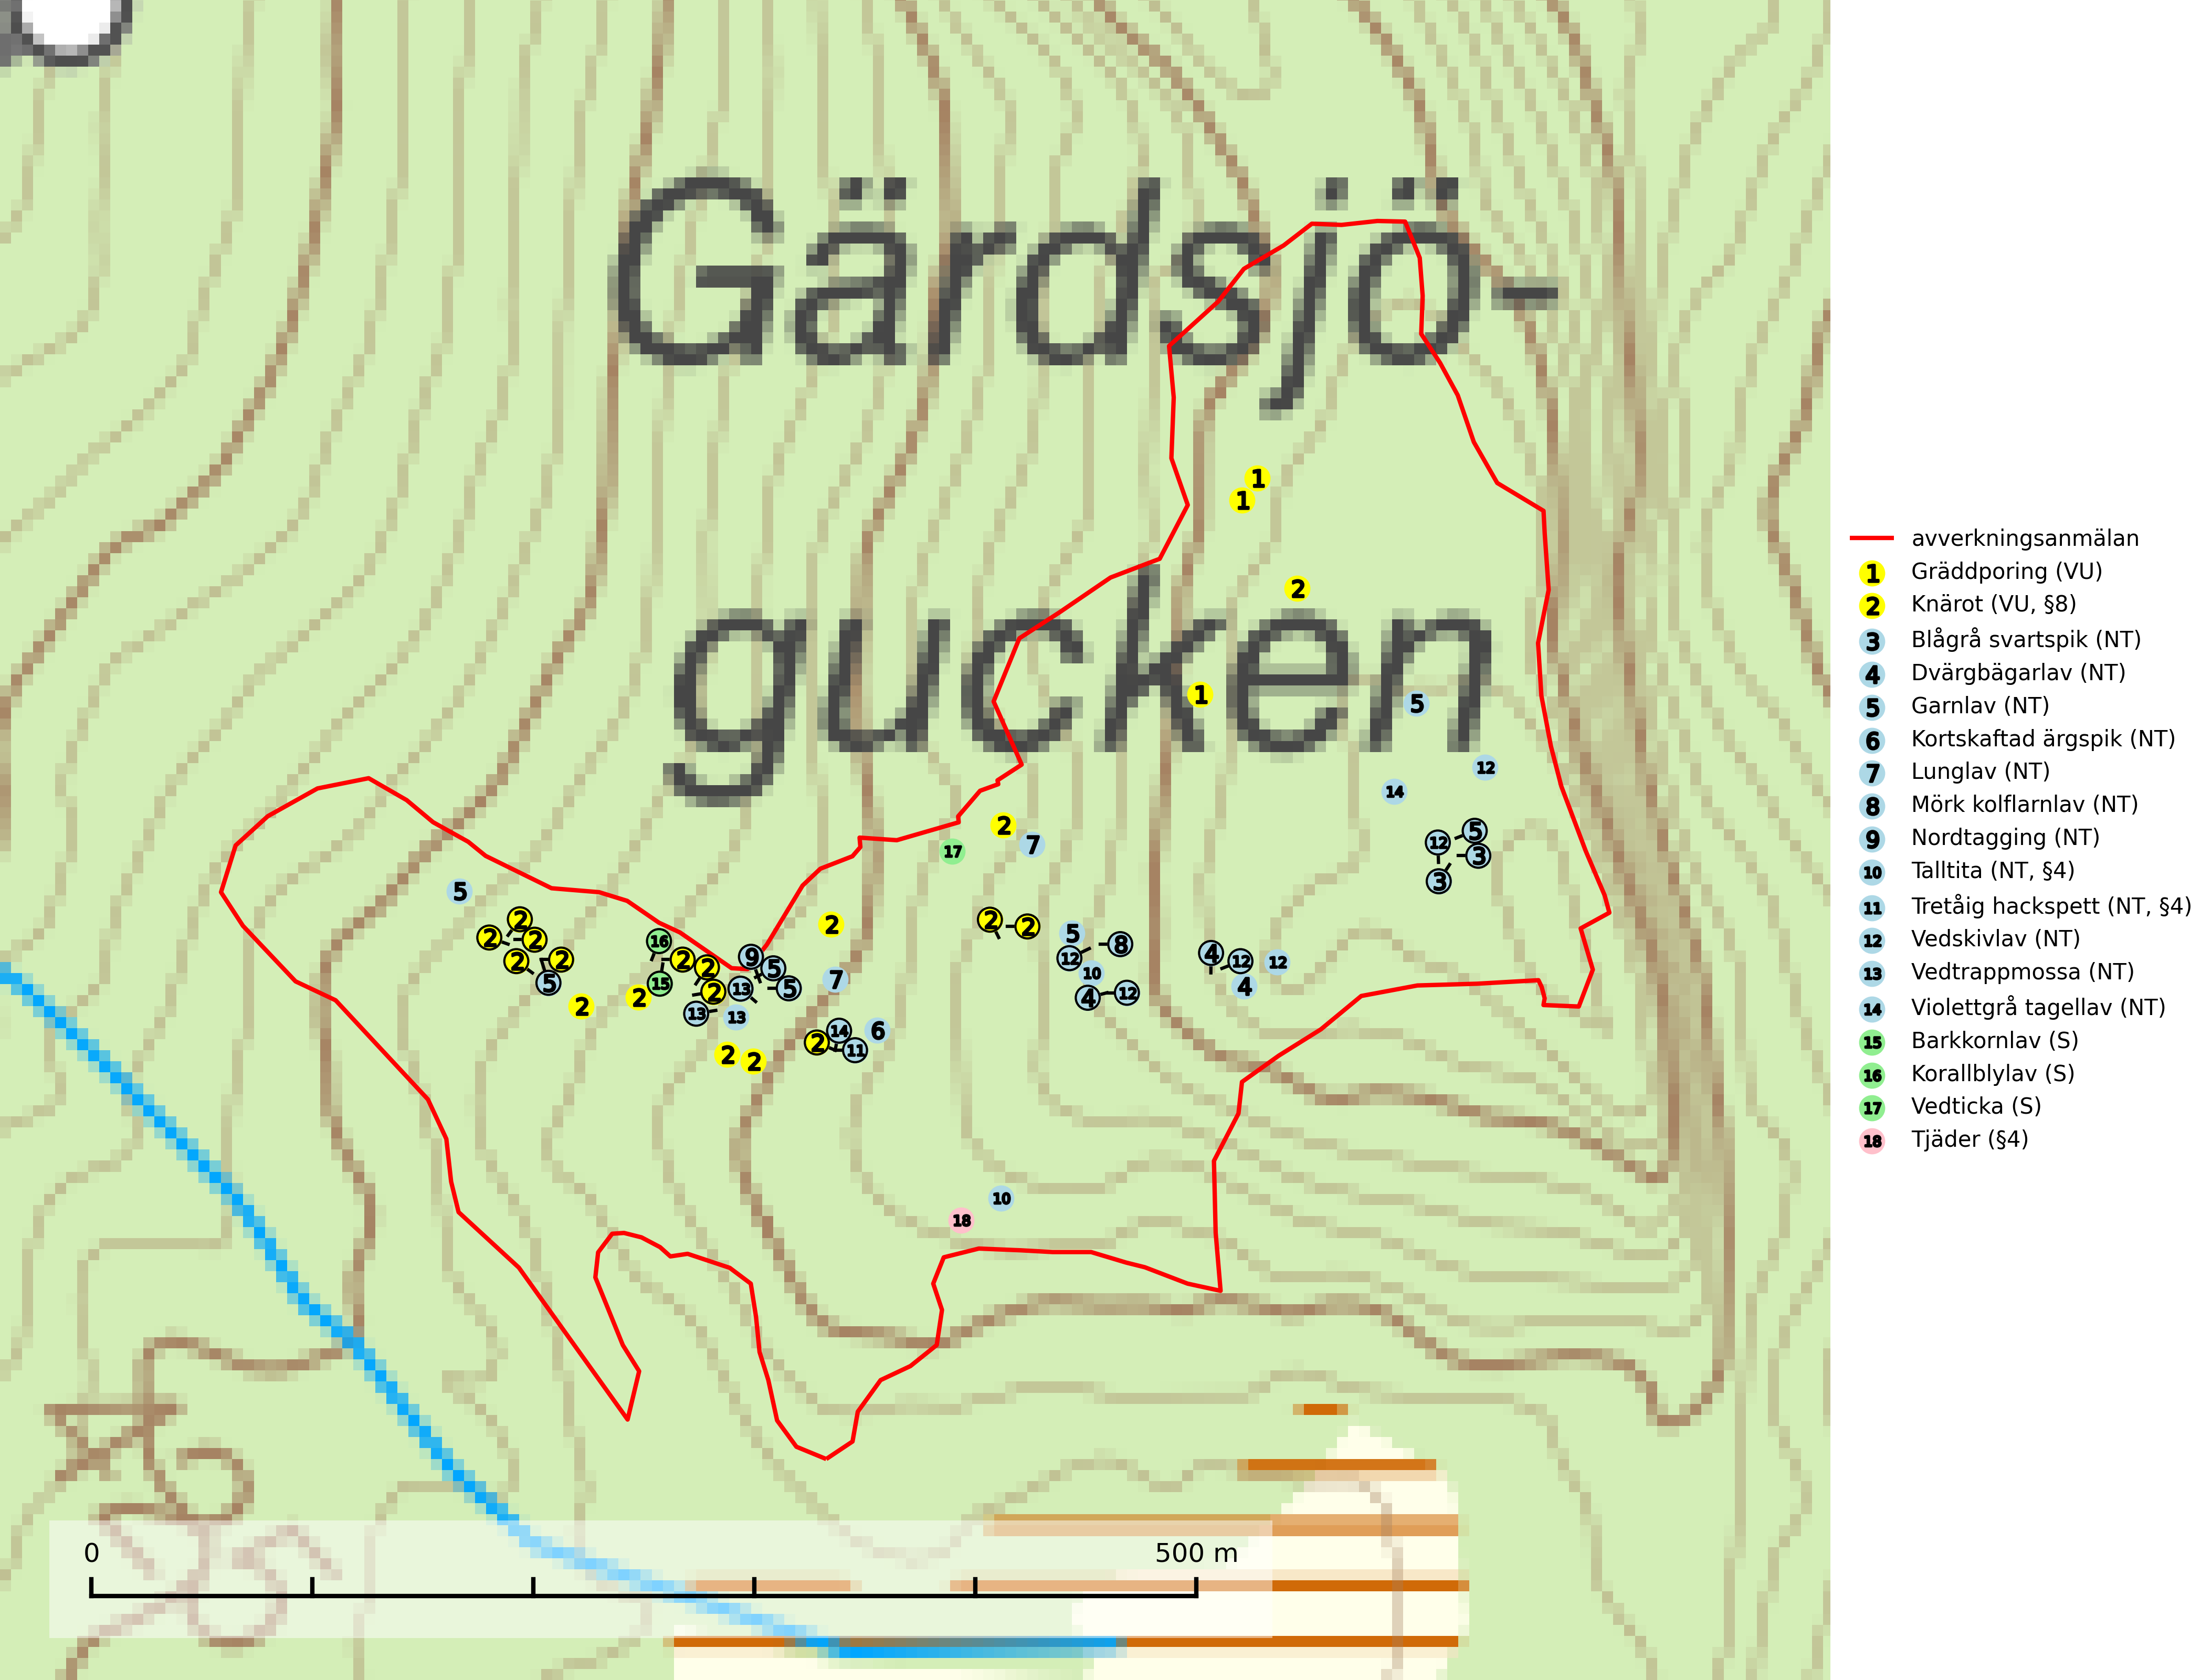 Gärdsjö-
gucken
1
1
2
1
5
12
14
5
12
3
3
2
7
17
5
2
2
2
2
2
5
2
2
16
2
2
15
2
2
13
13
9
5
13
5
2
7
2
2
2
14
11
6
2
2
5
12
8
10
4
12
4
12
12
4
10
18
0
500 m
avverkningsanmälan
1 Gräddporing (VU)
2 Knärot (VU, §8)
3 Blågrå svartspik (NT)
4 Dvärgbägarlav (NT)
5 Garnlav (NT)
6 Kortskaftad ärgspik (NT)
7 Lunglav (NT)
8 Mörk kolflarnlav (NT)
9 Nordtagging (NT)
10 Talltita (NT, §4)
11 Tretåig hackspett (NT, §4)
12 Vedskivlav (NT)
13 Vedtrappmossa (NT)
14 Violettgrå tagellav (NT)
15 Barkkornlav (S)
16 Korallblylav (S)
17 Vedticka (S)
18 Tjäder (§4)